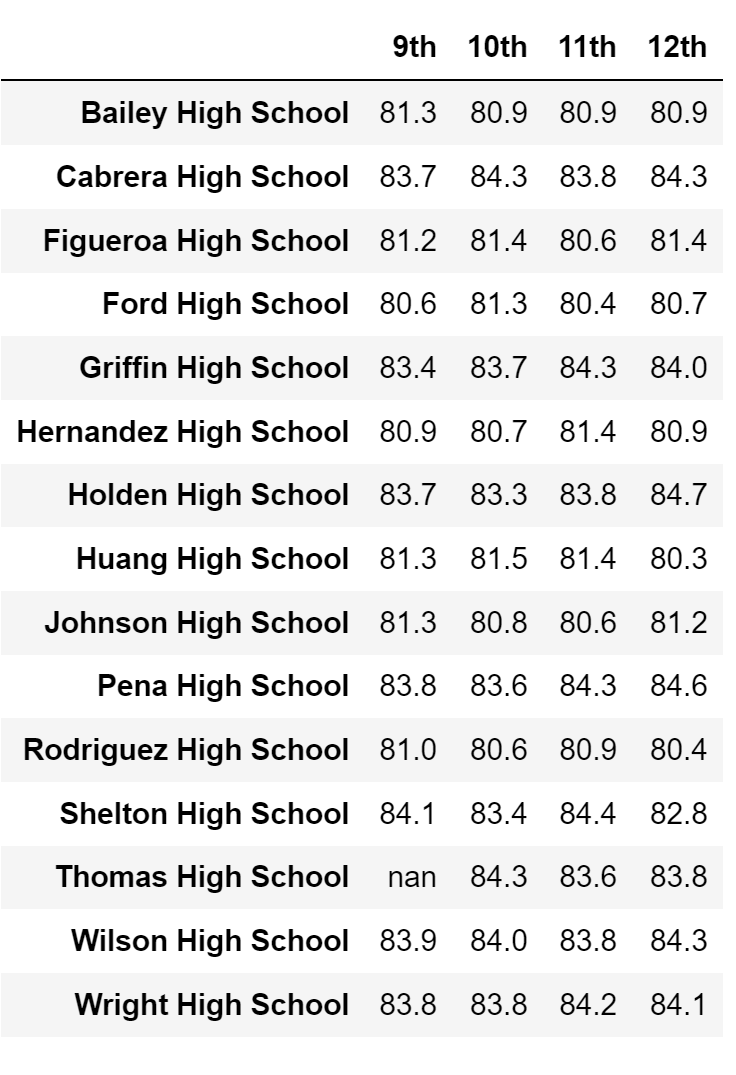 9th 10th 11th 12th
Bailey High School 81.3 80.9 80.9 80.9
Cabrera High School 83.7 84.3 83.8 84.3
Figueroa High School 81.2 81.4 80.6 81.4
Ford High School 80.6 81.3 80.4 80.7
Griffin High School 83.4 83.7 84.3 84.0
Hernandez High School 80.9 80.7 81.4 80.9
Holden High School 83.7 83.3 83.8 84.7
Huang High School 81.3 81.5 81.4 80.3
Johnson High School 81.3 80.8 80.6 81.2
Pena High School 83.8 83.6 84.3 84.6
Rodriguez High School 81.0 80.6 80.9 80.4
Shelton High School 84.1 83.4 84.4 82.8
Thomas High School nan 84.3 83.6 83.8
Wilson High School 83.9 84.0 83.8 84.3
Wright High School 83.8 83.8 84.2 84.1